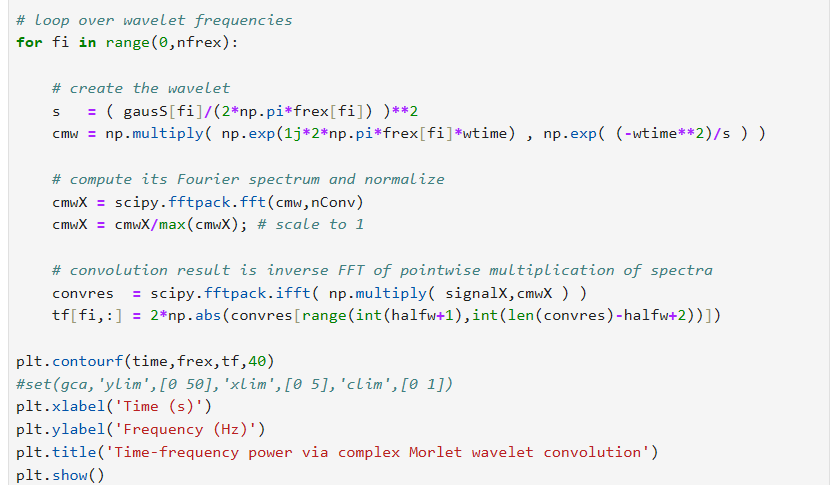 # loop over wavelet frequencies
for fi in range(0,nfrex):
    # create the wavelet
    s   = ( gausS[fi]/(2*np.pi*frex[fi]) )**2
    cmw = np.multiply( np.exp(1j*2*np.pi*frex[fi]*wtime) , np.exp( (-wtime**2)/s ) )
    # compute its Fourier spectrum and normalize
    cmwX = scipy.fftpack.fft(cmw,nConv)
    cmwX = cmwX/max(cmwX); # scale to 1
    # convolution result is inverse FFT of pointwise multiplication of spectra
    convres  = scipy.fftpack.ifft( np.multiply( signalX,cmwX ) )
    tf[fi,:] = 2*np.abs(convres[range(int(halfw+1),int(len(convres)-halfw+2))])
plt.contourf(time,frex,tf,40)
#set(gca,'ylim',[0 50],'xlim',[0 5],'clim',[0 1])
plt.xlabel('Time (s)')
plt.ylabel('Frequency (Hz)')
plt.title('Time-frequency power via complex Morlet wavelet convolution')
plt.show()